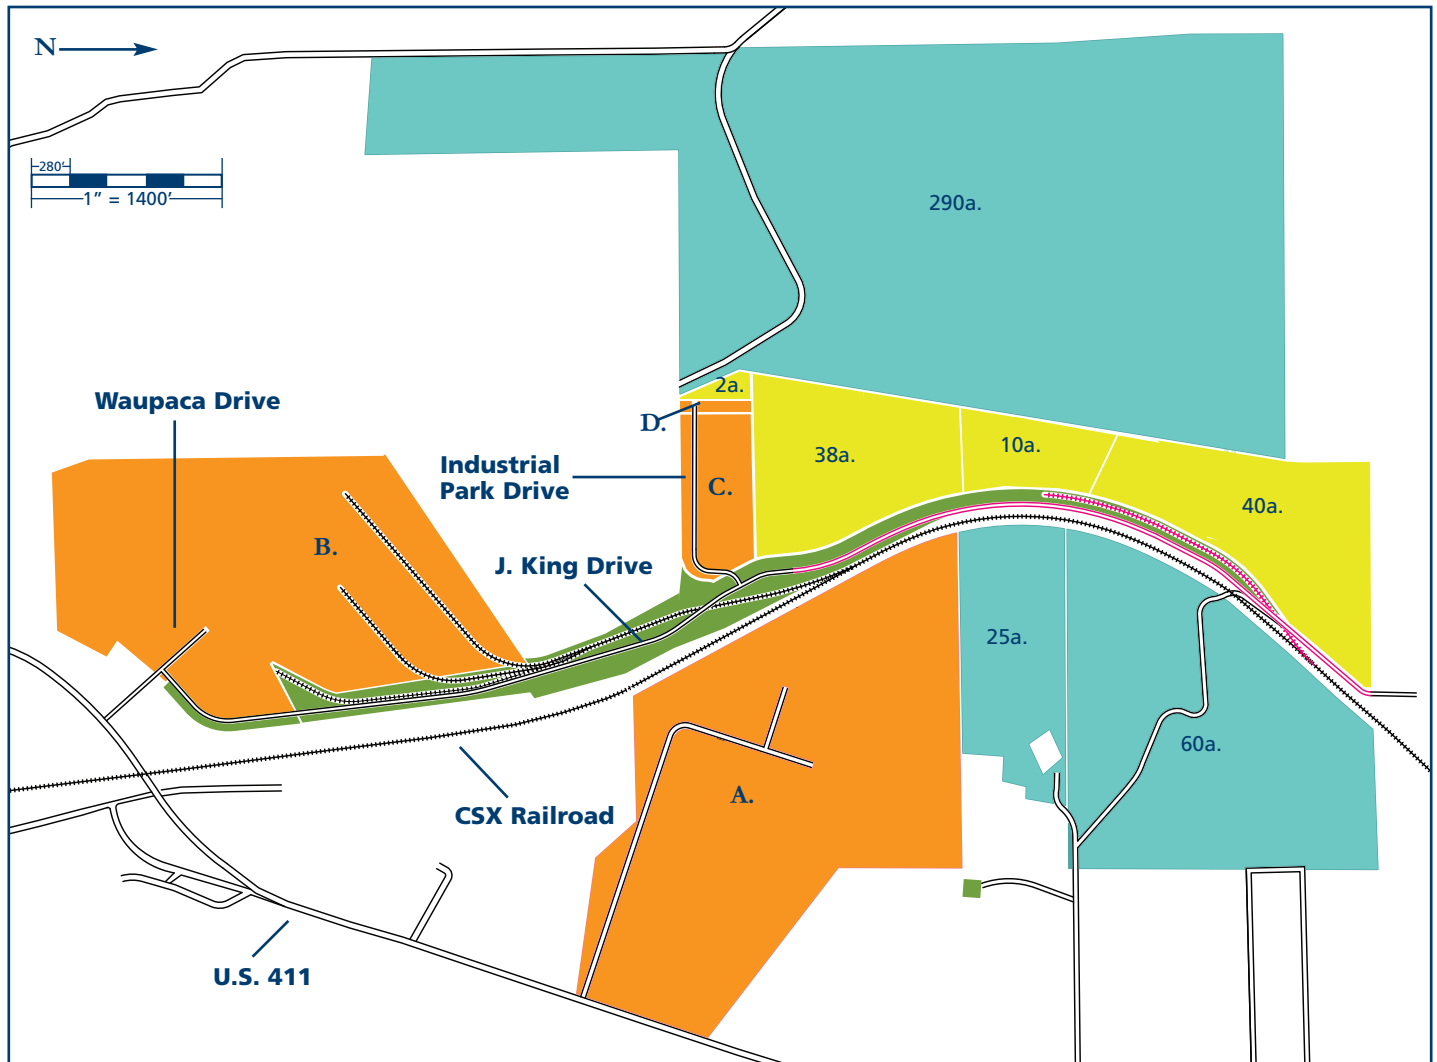 N
280'
1” = 1400’
290a.
2a.
Waupaca Drive
D.
38a.
10a.
Industrial
Park Drive
C.
40a.
B.
J. King Drive
25a.
60a.
A.
CSX Railroad
U.S. 411